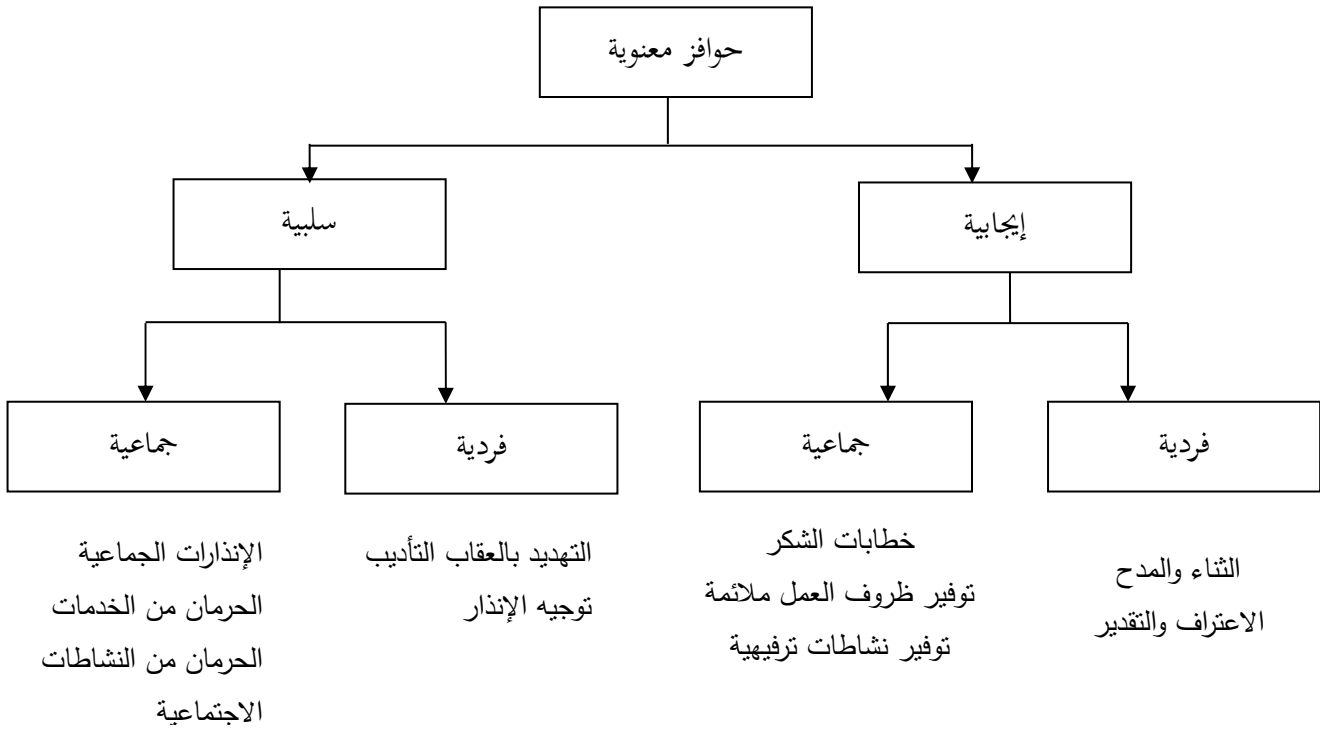 حوافز معنوية
إيجابية
سلبية
فردية
جماعية
فردية
جماعية
الثناء والمدح
الاعتراف والتقدير
خطابات الشكر
توفير ظروف العمل ملائمة
توفير نشاطات ترفيهية
التهديد بالعقاب التأديب
توجيه الإنذار
الإنذارات الجماعية
الحرمان من الخدمات
الحرمان من النشاطات
الاجتماعية